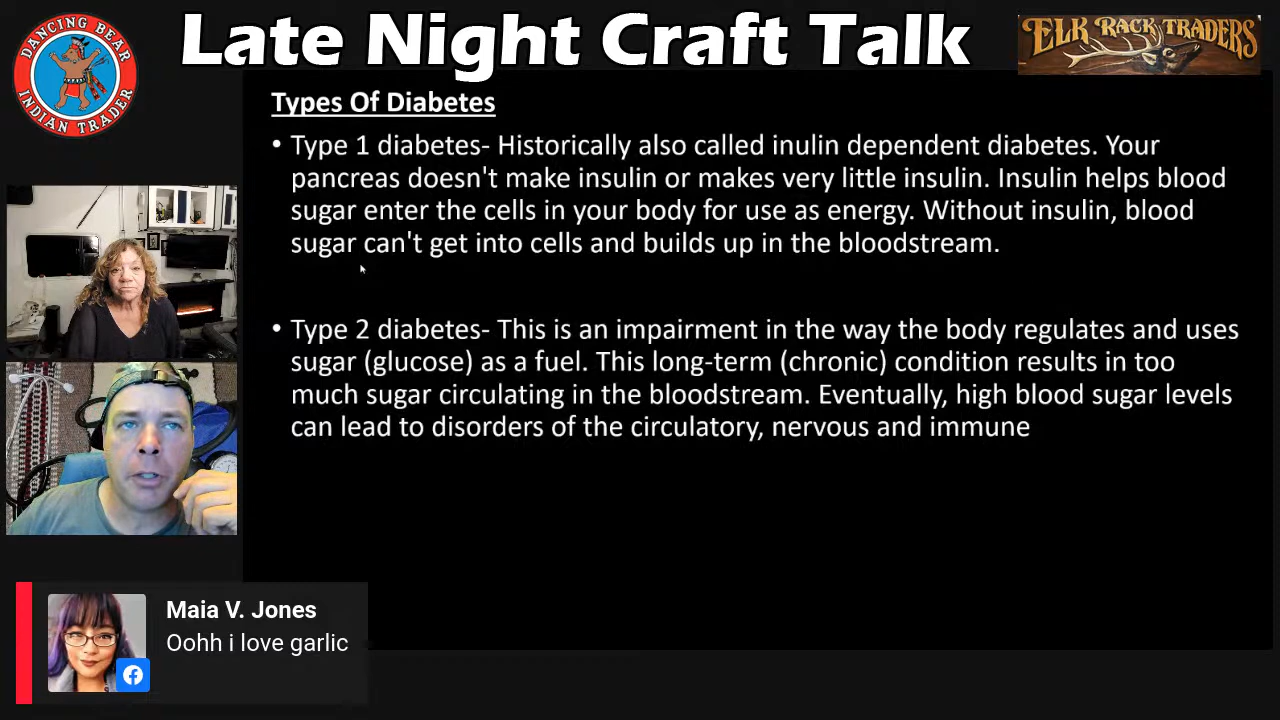 DANCING BEAR
INDIAN TRADER
Late Night Craft Talk
ELK RACK TRADERS
Types Of Diabetes
• Type 1 diabetes- Historically also called inulin dependent diabetes. Your
pancreas doesn't make insulin or makes very little insulin. Insulin helps blood
sugar enter the cells in your body for use as energy. Without insulin, blood
sugar can't get into cells and builds up in the bloodstream.
• Type 2 diabetes- This is an impairment in the way the body regulates and uses
sugar (glucose) as a fuel. This long-term (chronic) condition results in too
much sugar circulating in the bloodstream. Eventually, high blood sugar levels
can lead to disorders of the circulatory, nervous and immune
Maia V. Jones
Oohh i love garlic